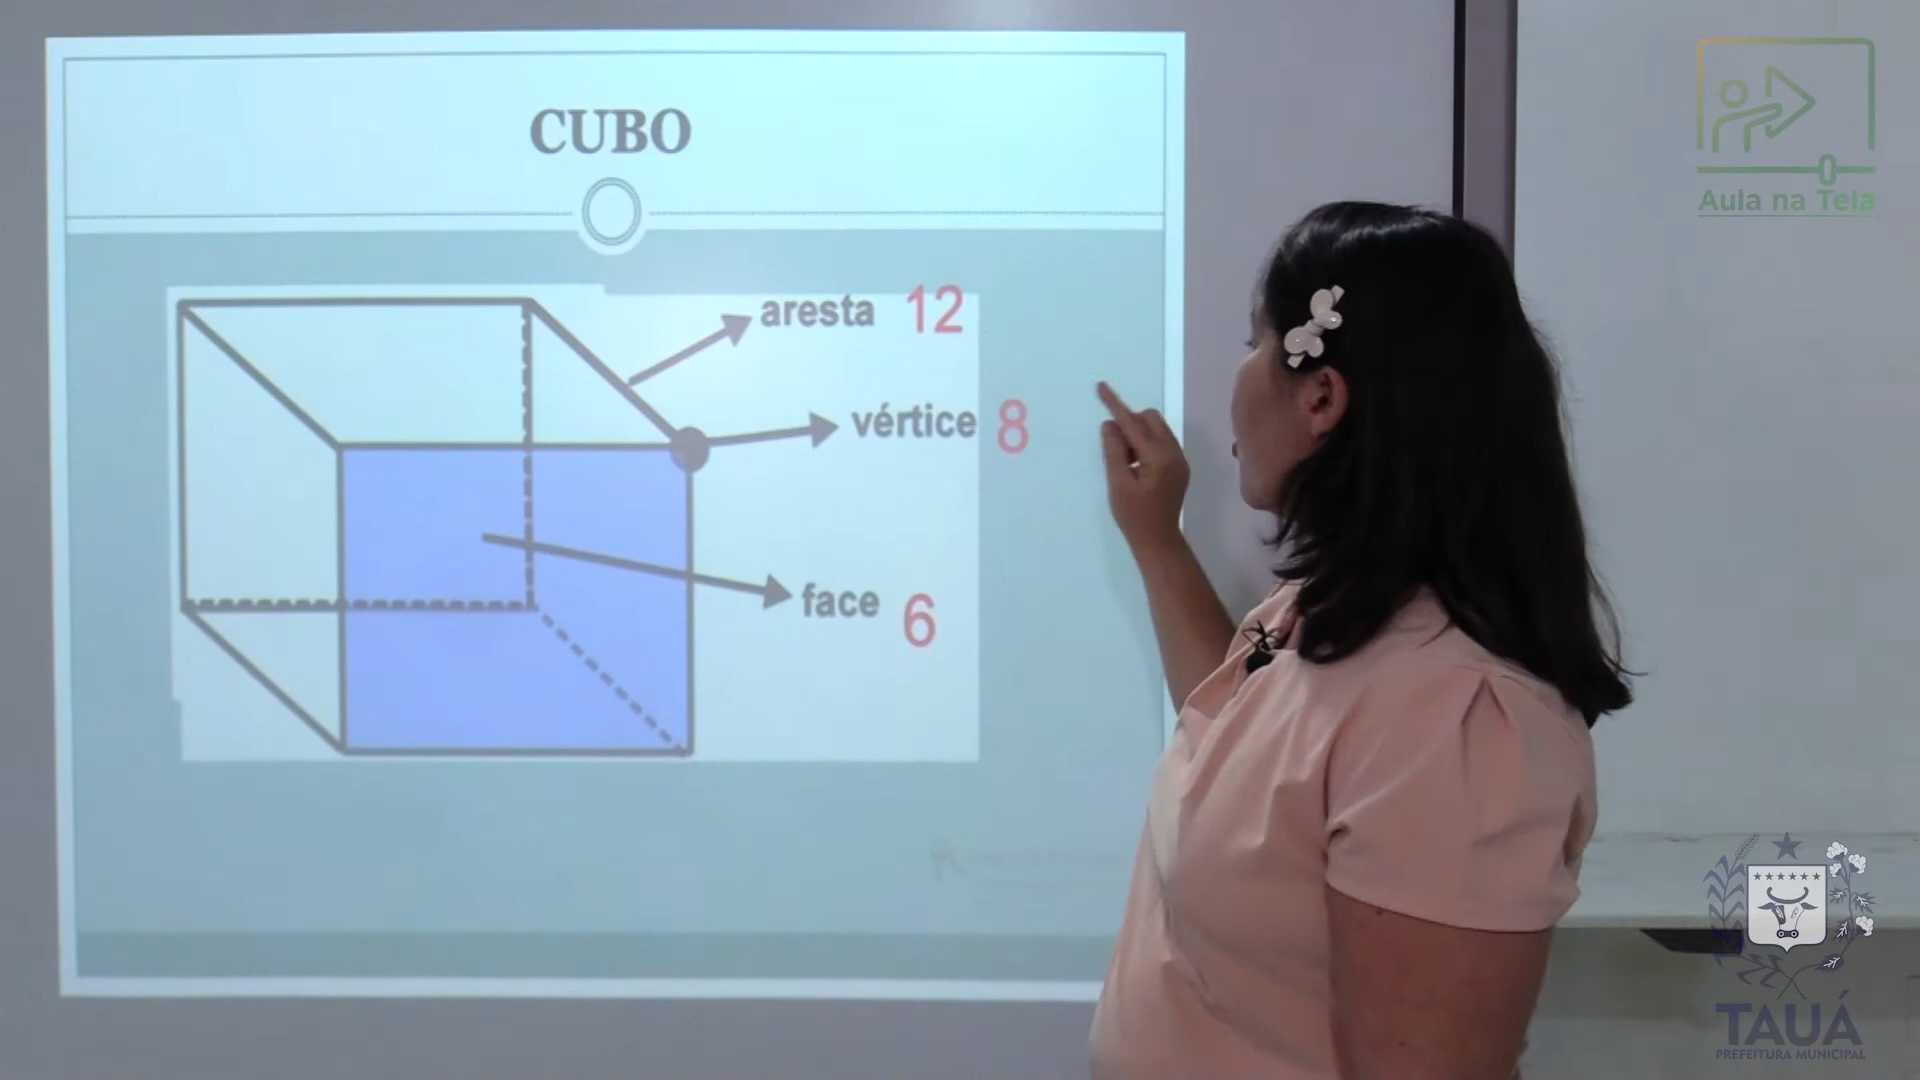 CUBO
aresta 12
vértice 8
face 6
Aula na Tela
TAUÁ
PREFEITURA MUNICIPAL